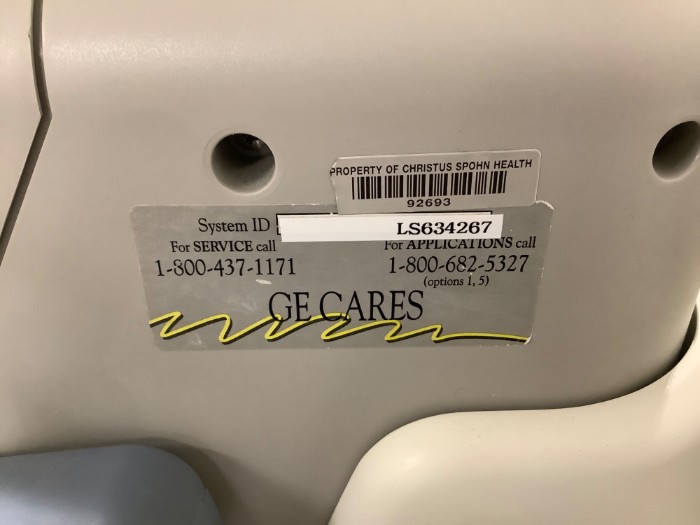 PROPERTY OF CHRISTUS SPOHN HEALTH
92693
System ID LS634267
For SERVICE call
1-800-437-1171
For APPLICATIONS call
1-800-682-5327
(options 1, 5)
GE CARES